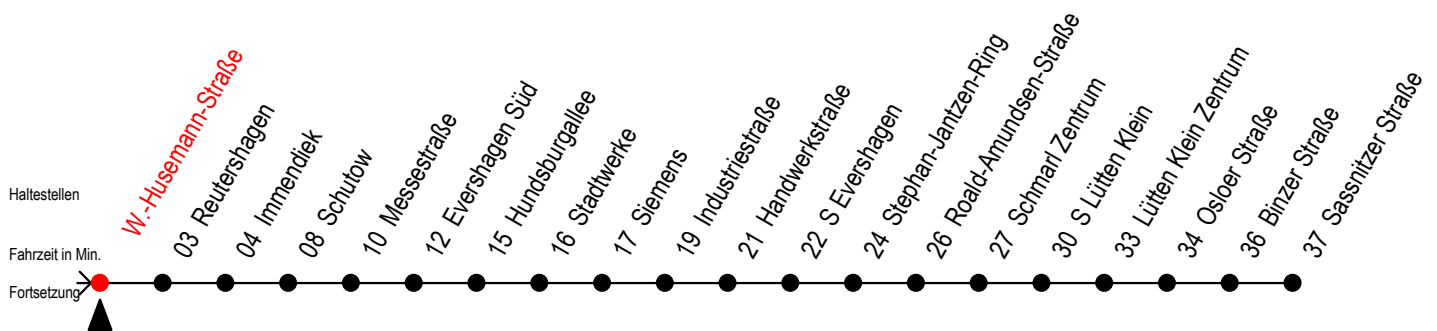 W.-Husemann-Straße
03 Reutershagen
04 Immendiek
08 Schutow
10 Messestraße
12 Evershagen Süd
15 Hundsburgallee
16 Stadtwerke
17 Siemens
19 Industriestraße
21 Handwerkstraße
22 S Evershagen
24 Stephan-Jantzen-Ring
26 Roald-Amundsen-Straße
27 Schmarl Zentrum
30 S Lütten Klein
33 Lütten Klein Zentrum
34 Osloer Straße
36 Binzer Straße
37 Sassnitzer Straße
Haltestellen
Fahrzeit in Min.
Fortsetzung